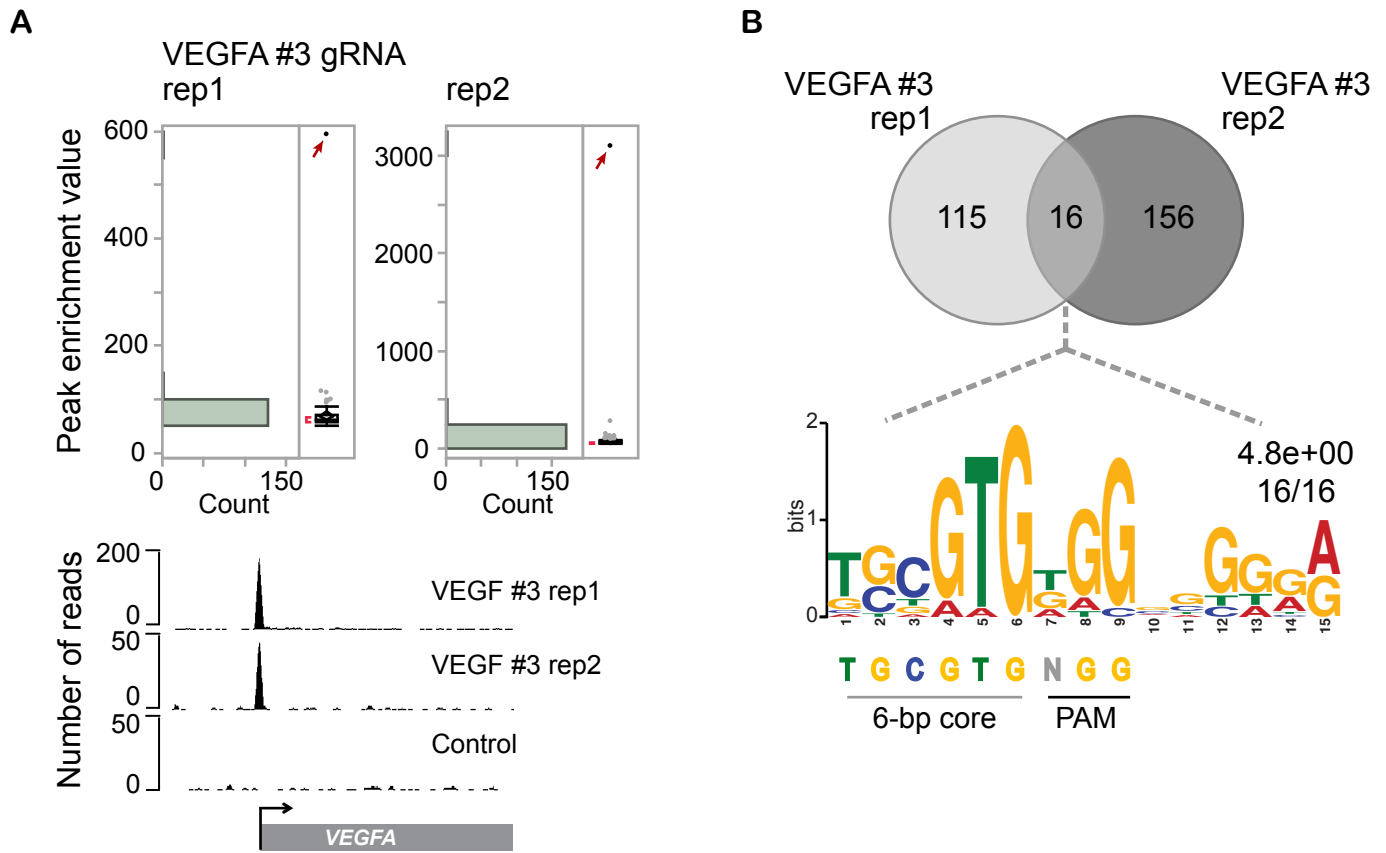 A
VEGFA #3 gRNA
rep1
rep2
Peak enrichment value
600
400
200
0
0
150
Count
3000
2000
1000
0
0
150
Count
Number of reads
200
0
VEGF #3 rep1
50
0
VEGF #3 rep2
50
0
Control
VEGFA
B
VEGFA #3
rep1
VEGFA #3
rep2
115
16
156
4.8e+00
16/16
2
1
0
bits
1 2 3 4 5 6 7 8 9 10 11 12 13 14 15
T G C G T G N G G
6-bp core
PAM